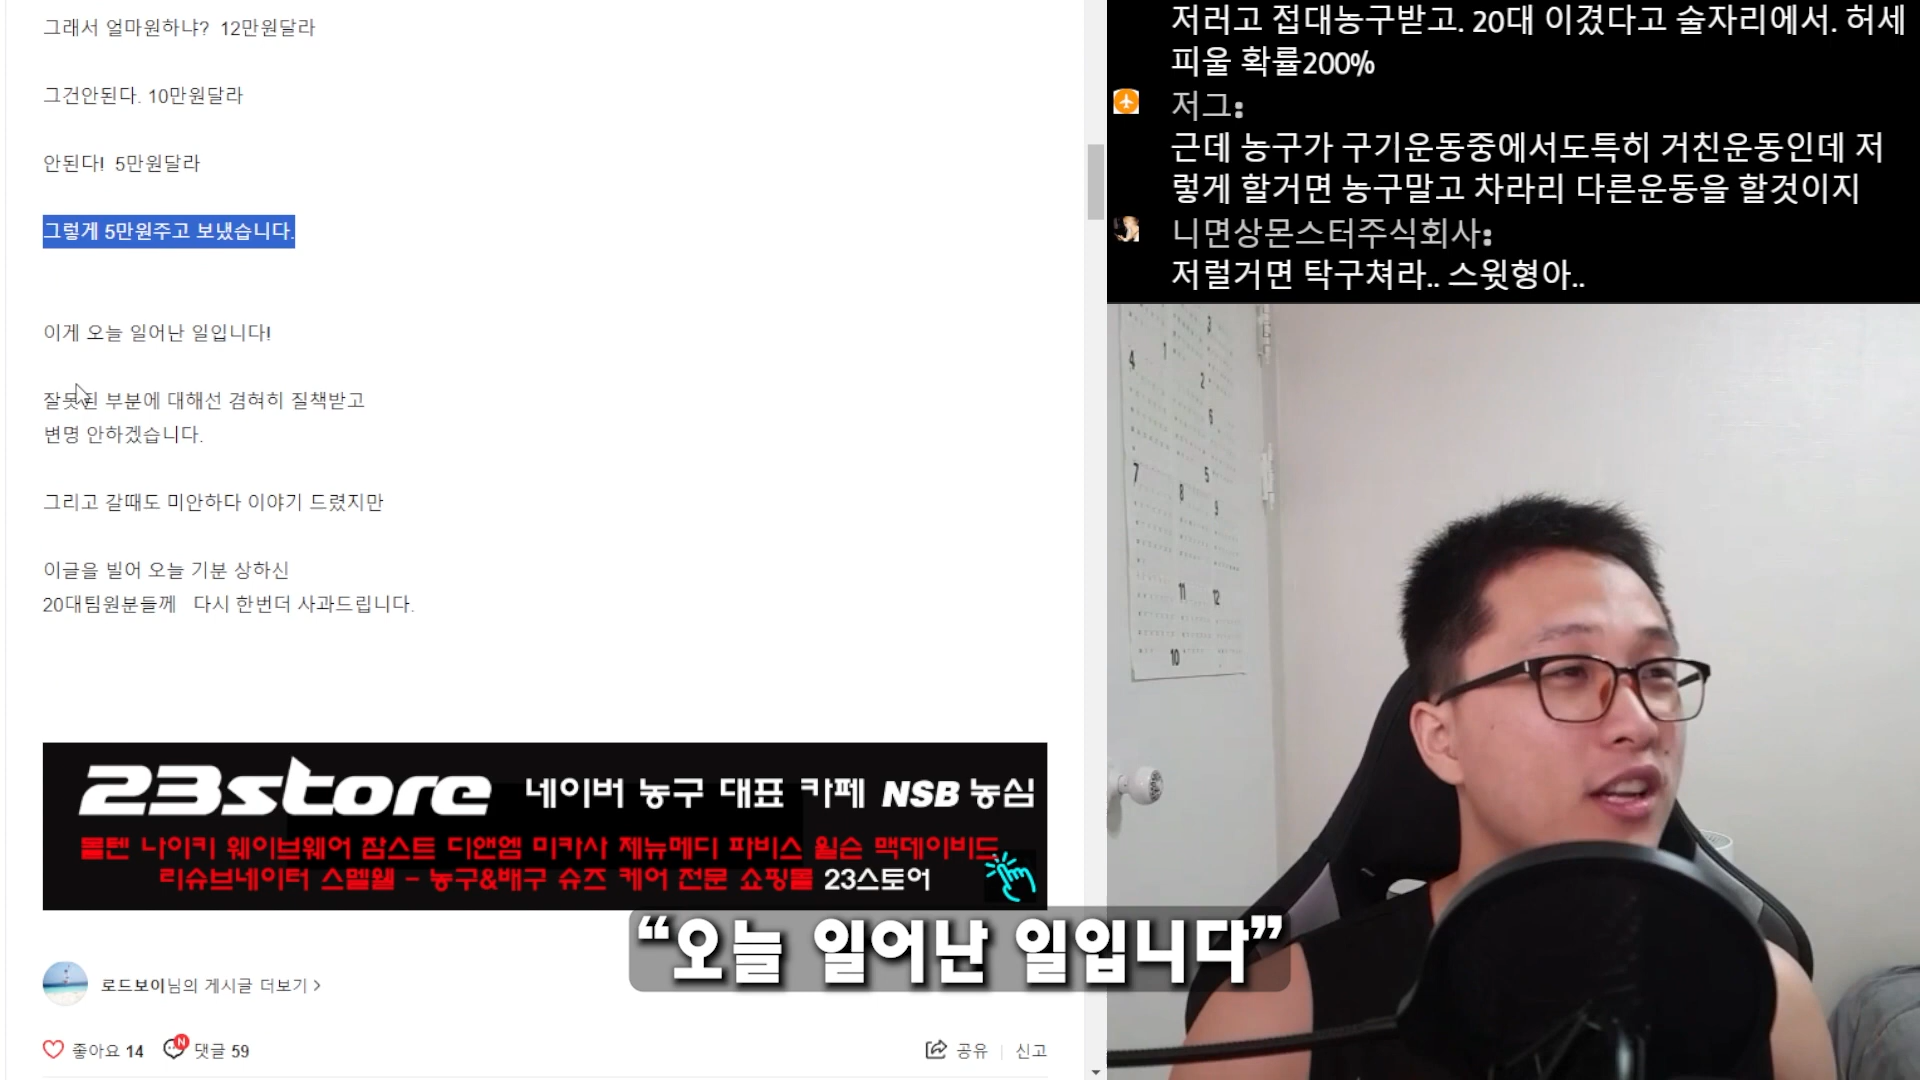 그래서 얼마원하냐? 12만원달라
그건안된다. 10만원달라
안된다! 5만원달라
그렇게 5만원주고 보냈습니다.
이게 오늘 일어난 일입니다!
잘못된 부분에 대해선 겸허히 질책받고
변명 안하겠습니다.
그리고 갈때도 미안하다 이야기 드렸지만
이글을 빌어 오늘 기분 상하신
20대팀원분들께 다시 한번더 사과드립니다.
23store 네이버 농구 대표 카페 NSB 농심
몰텐 나이키 웨이브웨어 잠스트 디앤엠 미카사 제뉴메디 파비스 윌슨 맥데이비드
리슈브네이터 스멜웰 - 농구&배구 슈즈 케어 전문 쇼핑몰 23스토어
로드보이님의 게시글 더보기 >
좋아요 14 N 댓글 59
공유 신고
저러고 접대농구받고. 20대 이겼다고 술자리에서. 허세
피울 확률200%
저그:
근데 농구가 구기운동중에서도특히 거친운동인데 저
렇게 할거면 농구말고 차라리 다른운동을 할것이지
니면상몬스터주식회사:
저럴거면 탁구쳐라.. 스윗형아..
3
4 1
2
6
7 5
8 9
11 12
10
“오늘 일어난 일입니다”